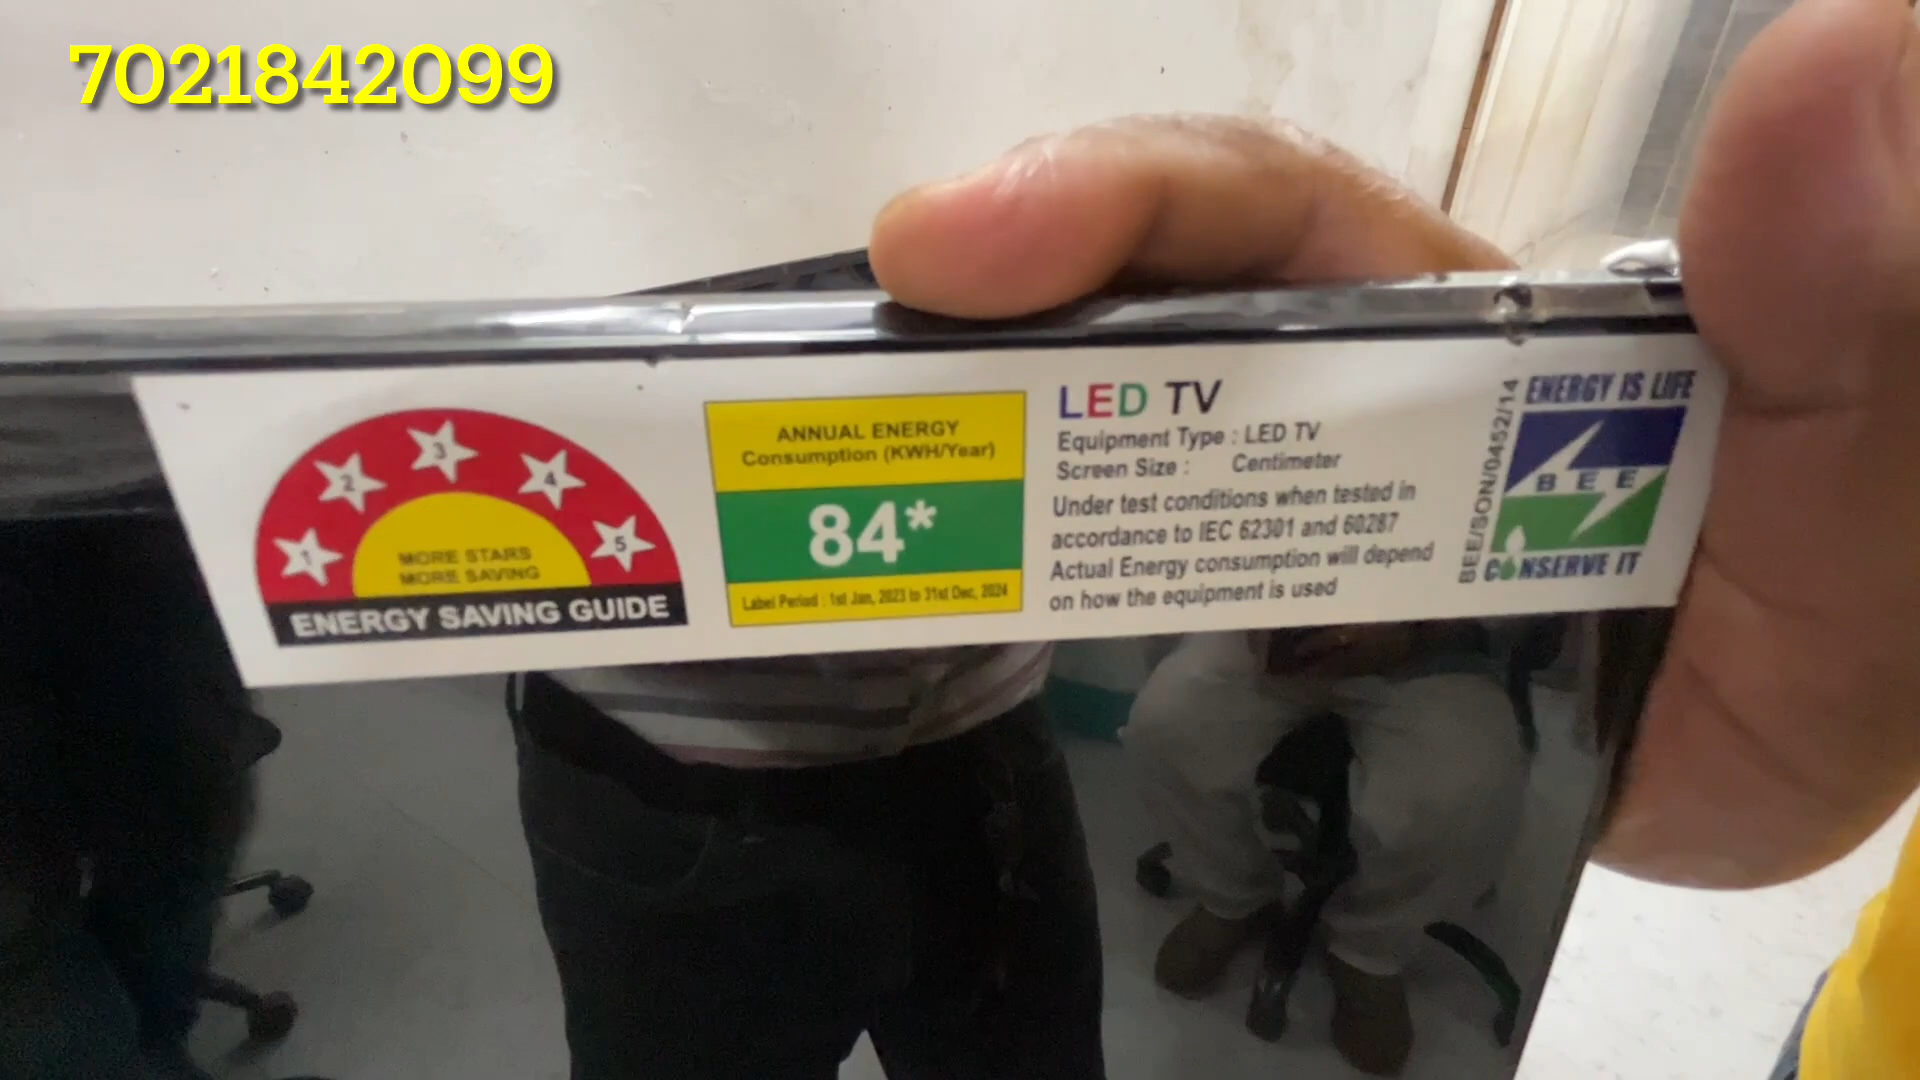 7021842099
1
2
3
4
5
MORE STARS
MORE SAVING
ENERGY SAVING GUIDE
ANNUAL ENERGY
Consumption (KWH/Year)
84*
Label Period : 1st Jan, 2023 to 31st Dec, 2024
LED TV
Equipment Type : LED TV
Screen Size : Centimeter
Under test conditions when tested in
accordance to IEC 62301 and 60287
Actual Energy consumption will depend
on how the equipment is used
BEE/SON/0452/14
ENERGY IS LIFE
BEE
CONSERVE IT